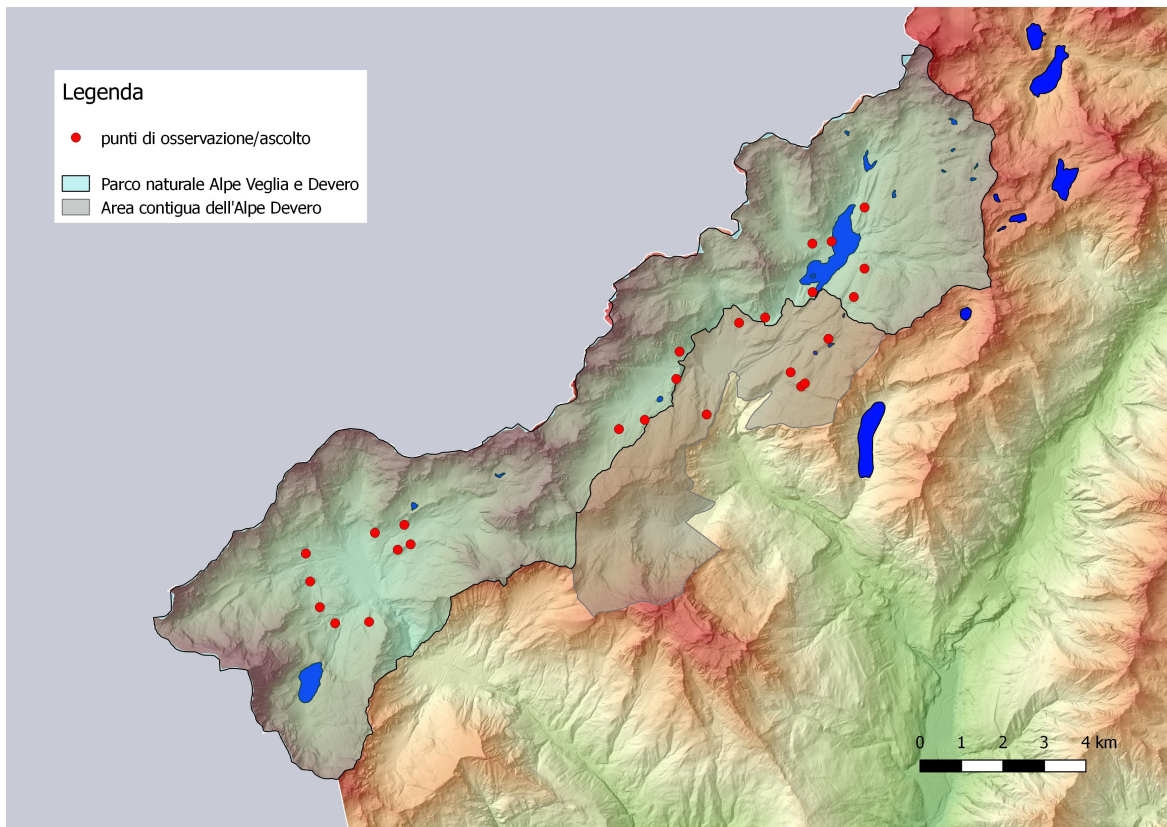 Legenda
punti di osservazione/ascolto
Parco naturale Alpe Veglia e Devero
Area contigua dell'Alpe Devero
0 1 2 3 4 km